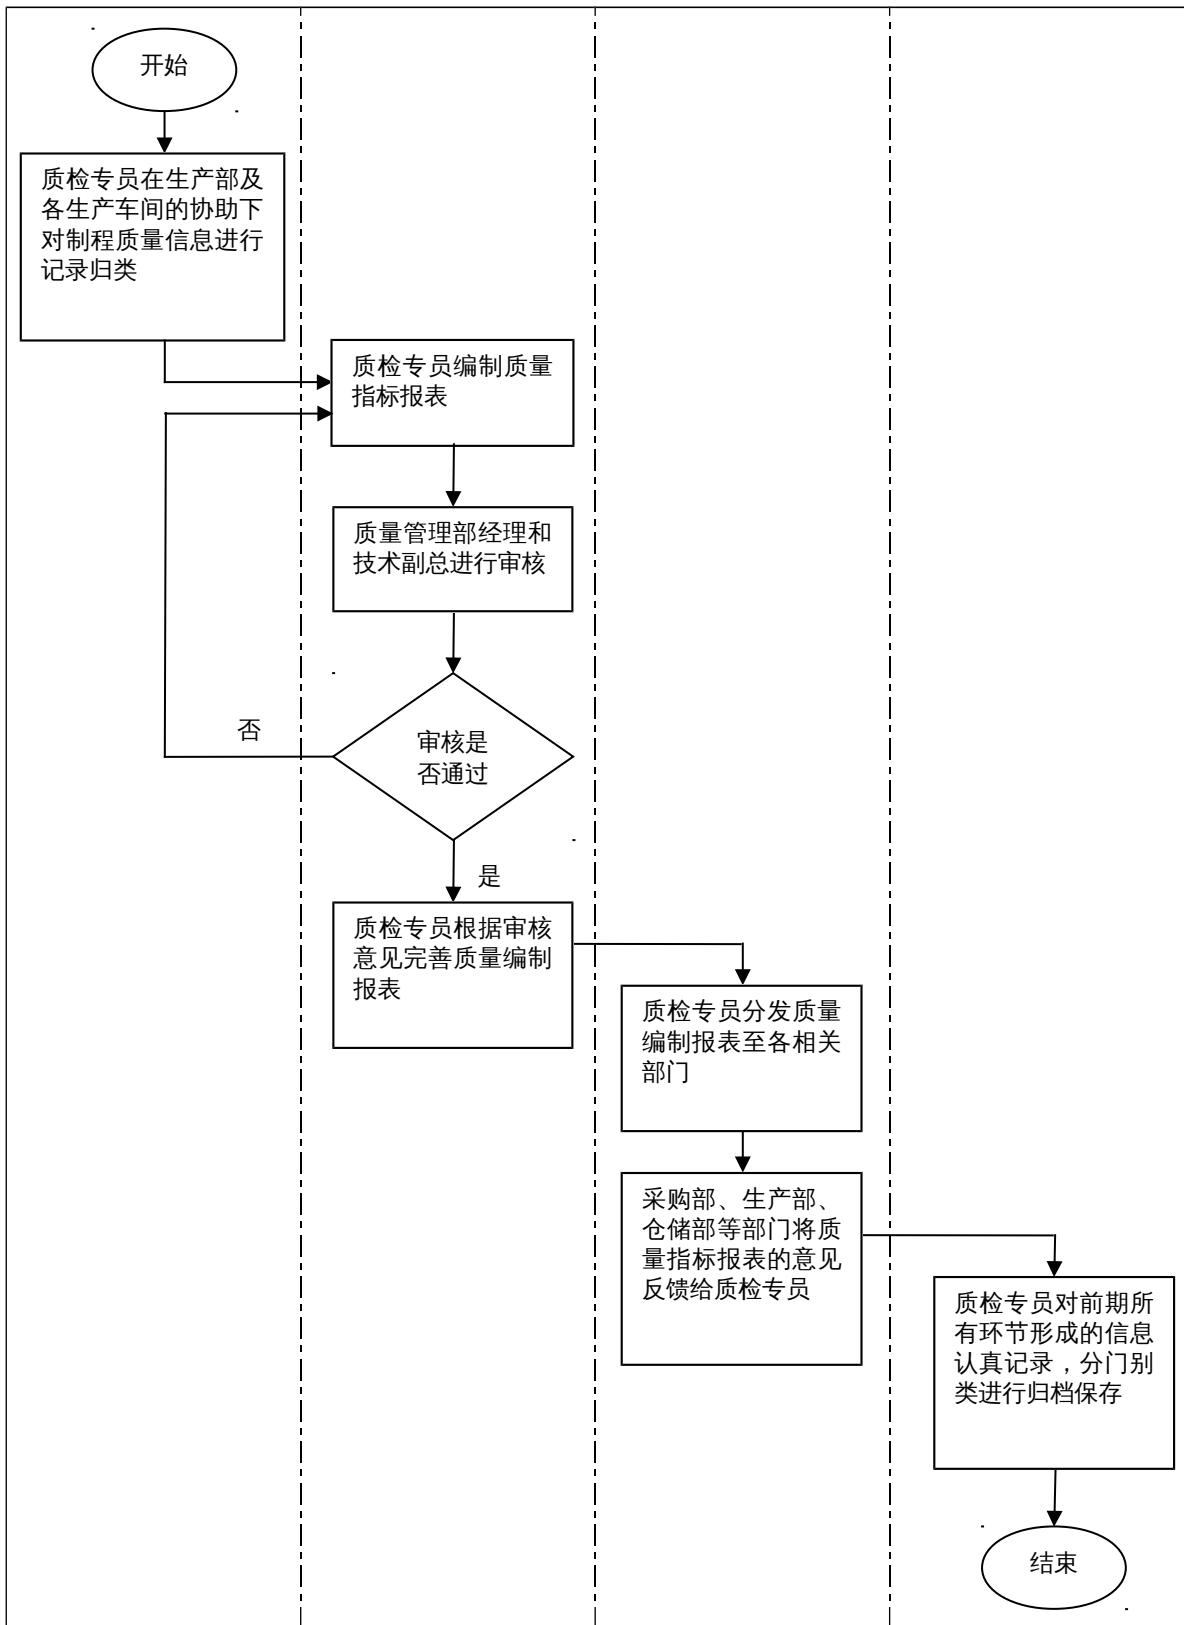 开始
质检专员在生产部及
各生产车间的协助下
对制程质量信息进行
记录归类
质检专员编制质量
指标报表
质量管理部经理和
技术副总进行审核
否
审核是
否通过
是
质检专员根据审核
意见完善质量编制
报表
质检专员分发质量
编制报表至各相关
部门
采购部、生产部、
仓储部等部门将质
量指标报表的意见
反馈给质检专员
质检专员对前期所
有环节形成的信息
认真记录，分门别
类进行归档保存
结束